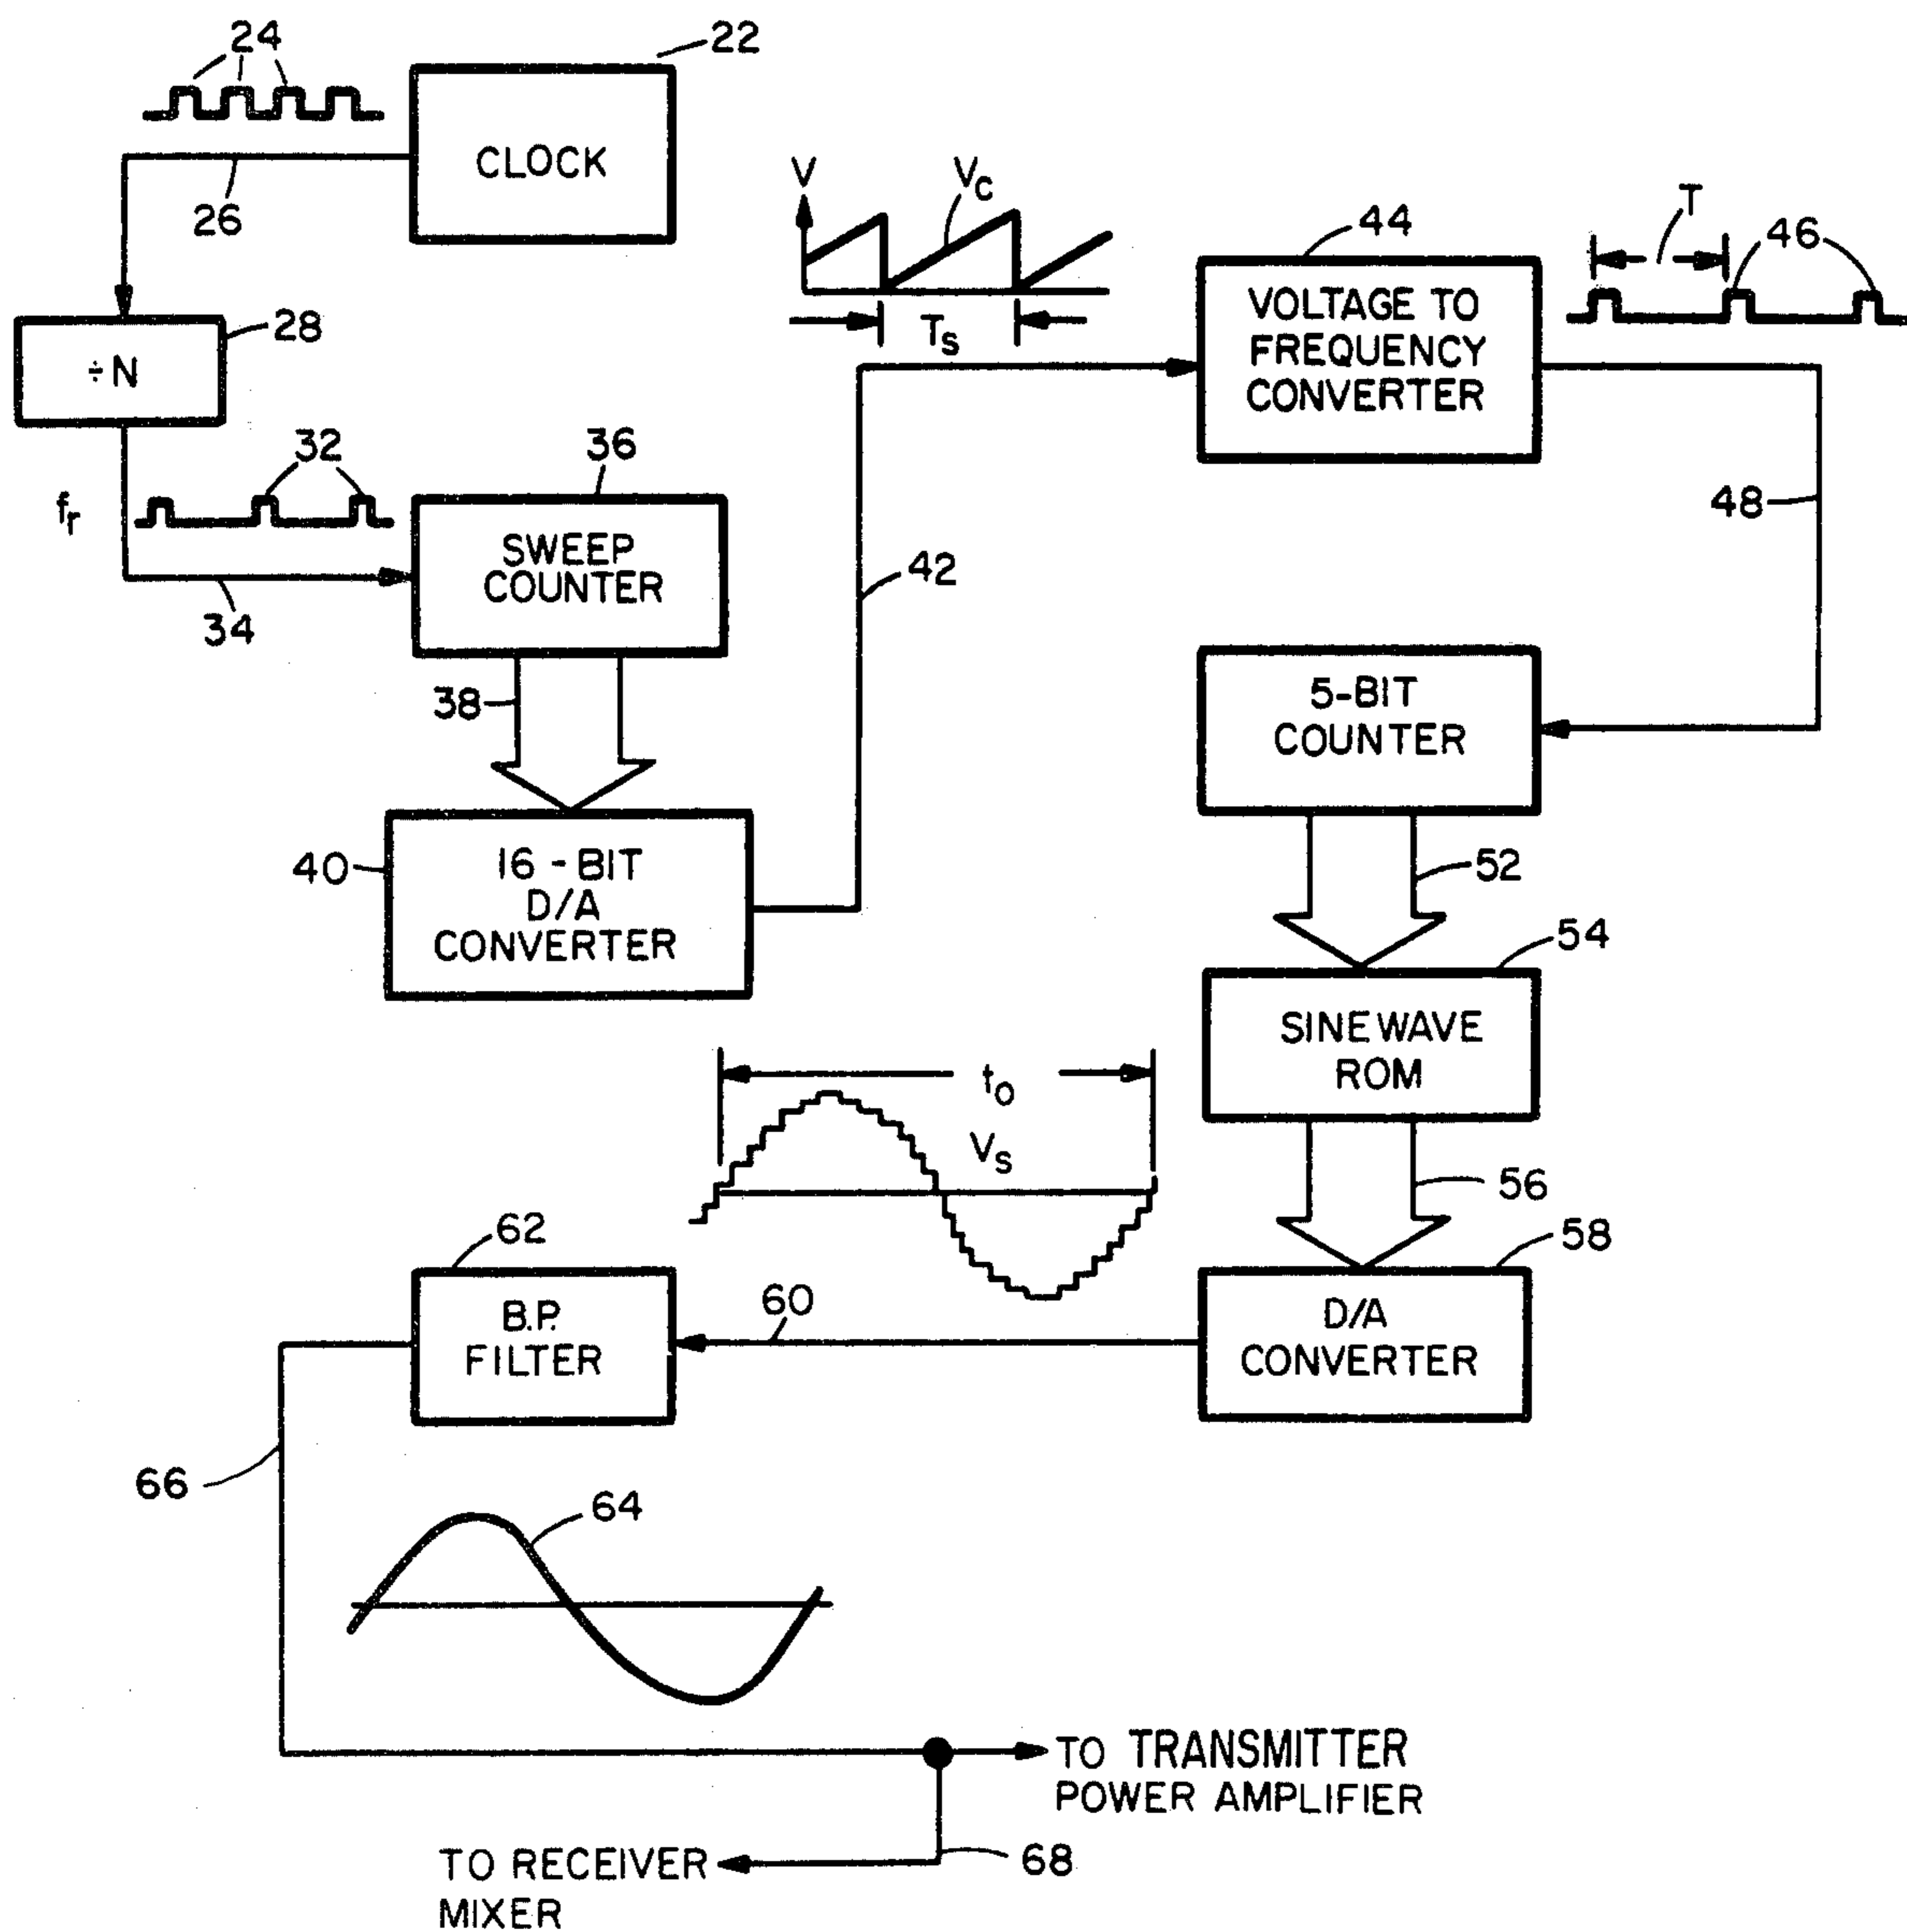 24
22
CLOCK
26
V
Vc
T
46
44
VOLTAGE TO
FREQUENCY
CONVERTER
Ts
28
÷N
32
36
fr
SWEEP
COUNTER
34
42
48
38
5-BIT
COUNTER
40
16-BIT
D/A
CONVERTER
52
54
SINEWAVE
ROM
to
Vs
56
58
62
60
B.P.
FILTER
D/A
CONVERTER
66
64
TO TRANSMITTER
POWER AMPLIFIER
TO RECEIVER
MIXER
68